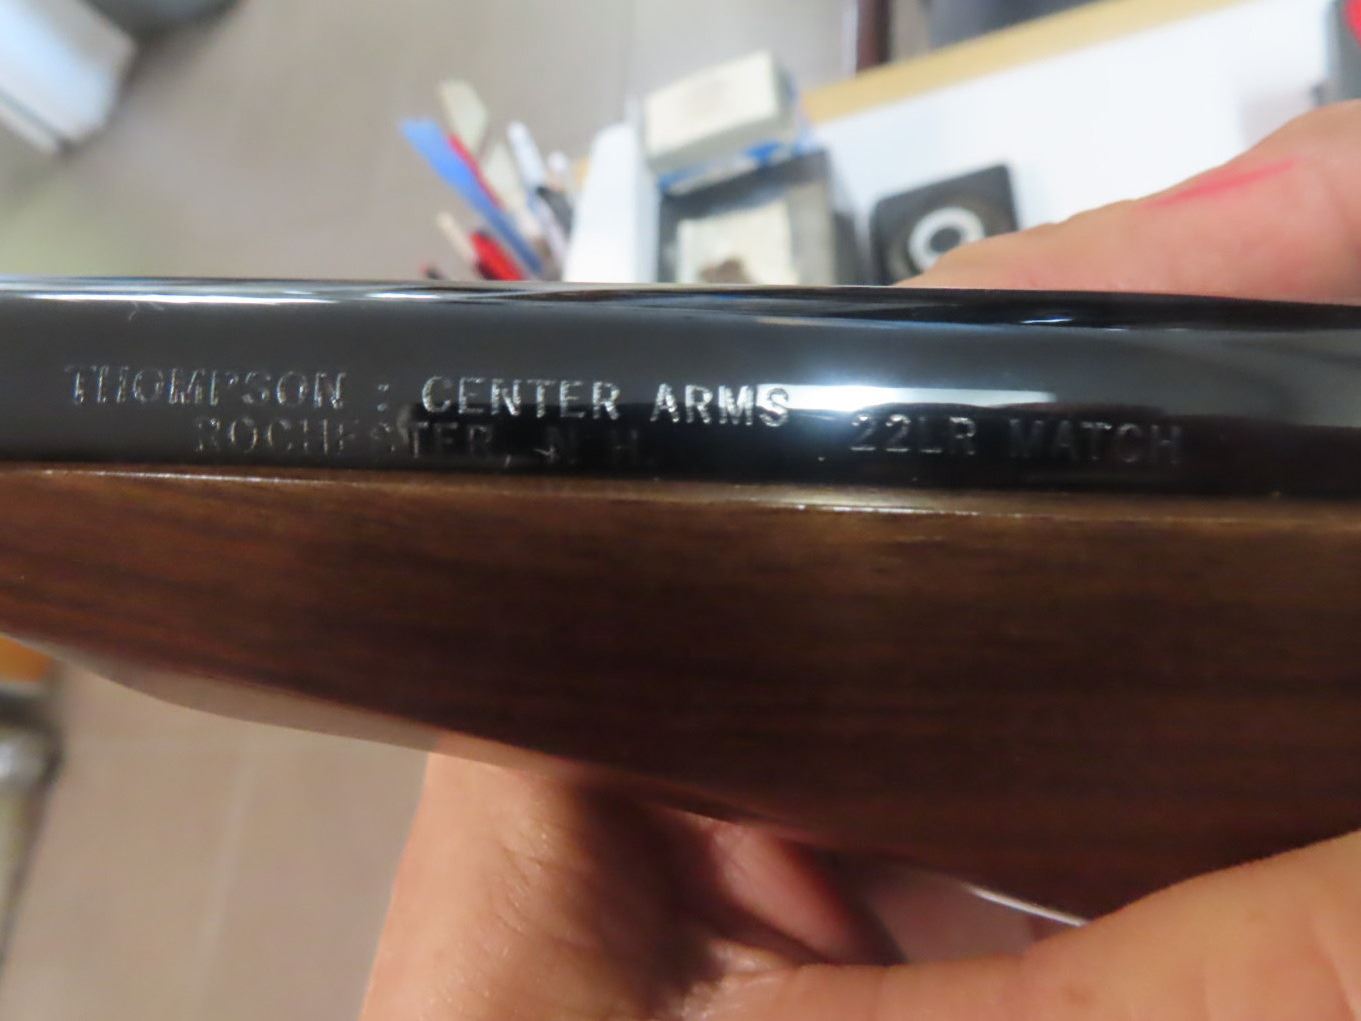 THOMPSON : CENTER ARMS
ROCHESTER, N.H.
22LR MATCH